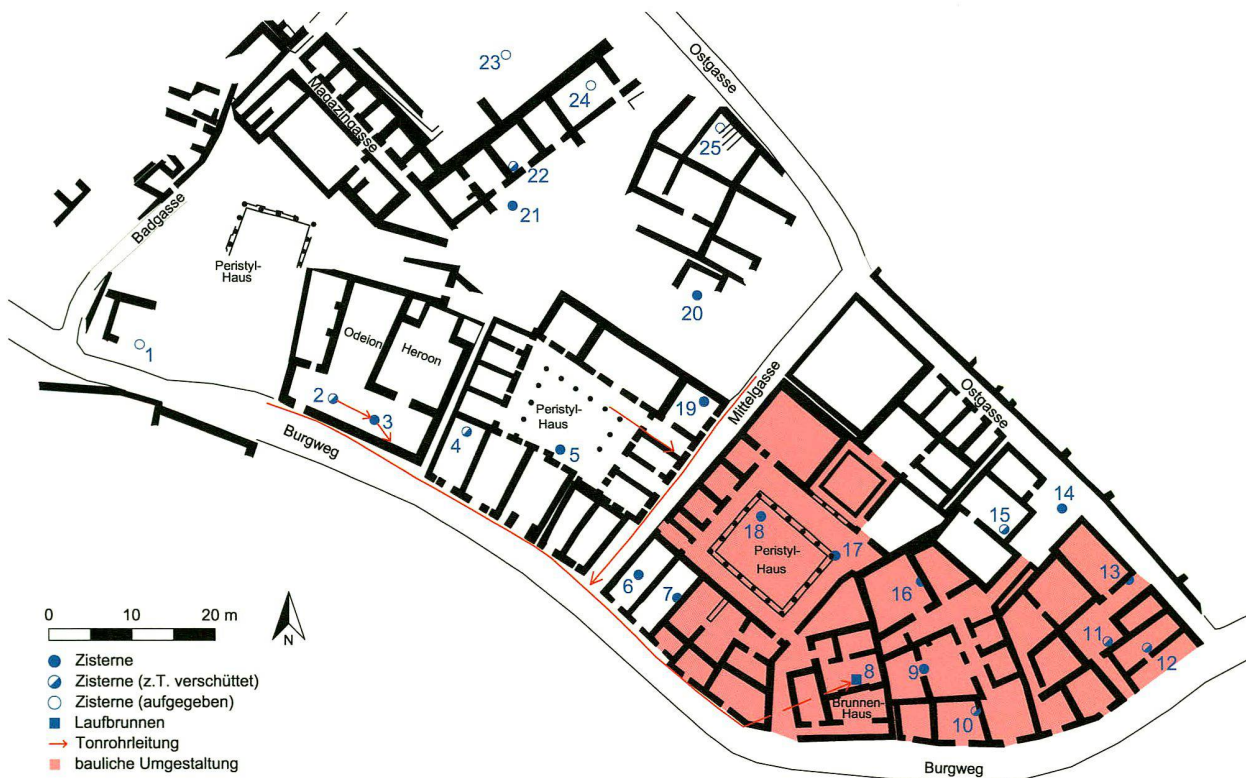 23
24
Ostgasse
Magazingasse
25
22
21
Badgasse
Peristyl-
Haus
20
1
Odeion
Heroon
2
3
4
Burgweg
Peristyl-
Haus
5
19
Mittelgasse
Ostgasse
14
15
18
17
Peristyl-
Haus
6
7
16
13
11
12
8
9
10
Brunnen-
Haus
Burgweg
0 10 20 m
N
Zisterne
Zisterne (z.T. verschüttet)
Zisterne (aufgegeben)
Laufbrunnen
Tonrohrleitung
bauliche Umgestaltung